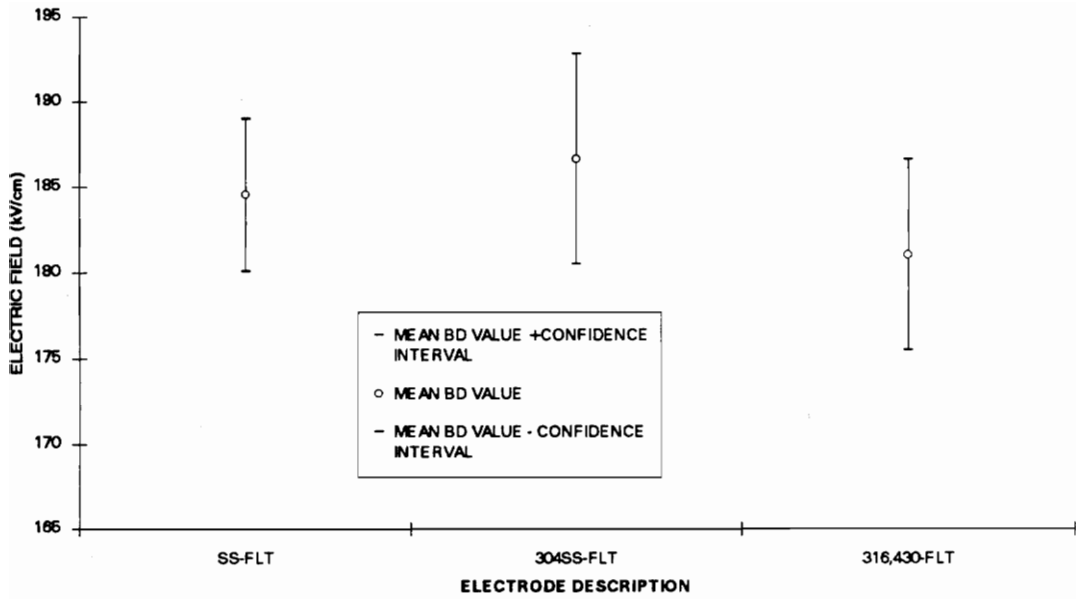 195
190
185
180
175
170
165
ELECTRIC FIELD (kV/cm)
– MEAN BD VALUE +CONFIDENCE
INTERVAL
○ MEAN BD VALUE
– MEAN BD VALUE - CONFIDENCE
INTERVAL
SS-FLT
304SS-FLT
316,430-FLT
ELECTRODE DESCRIPTION